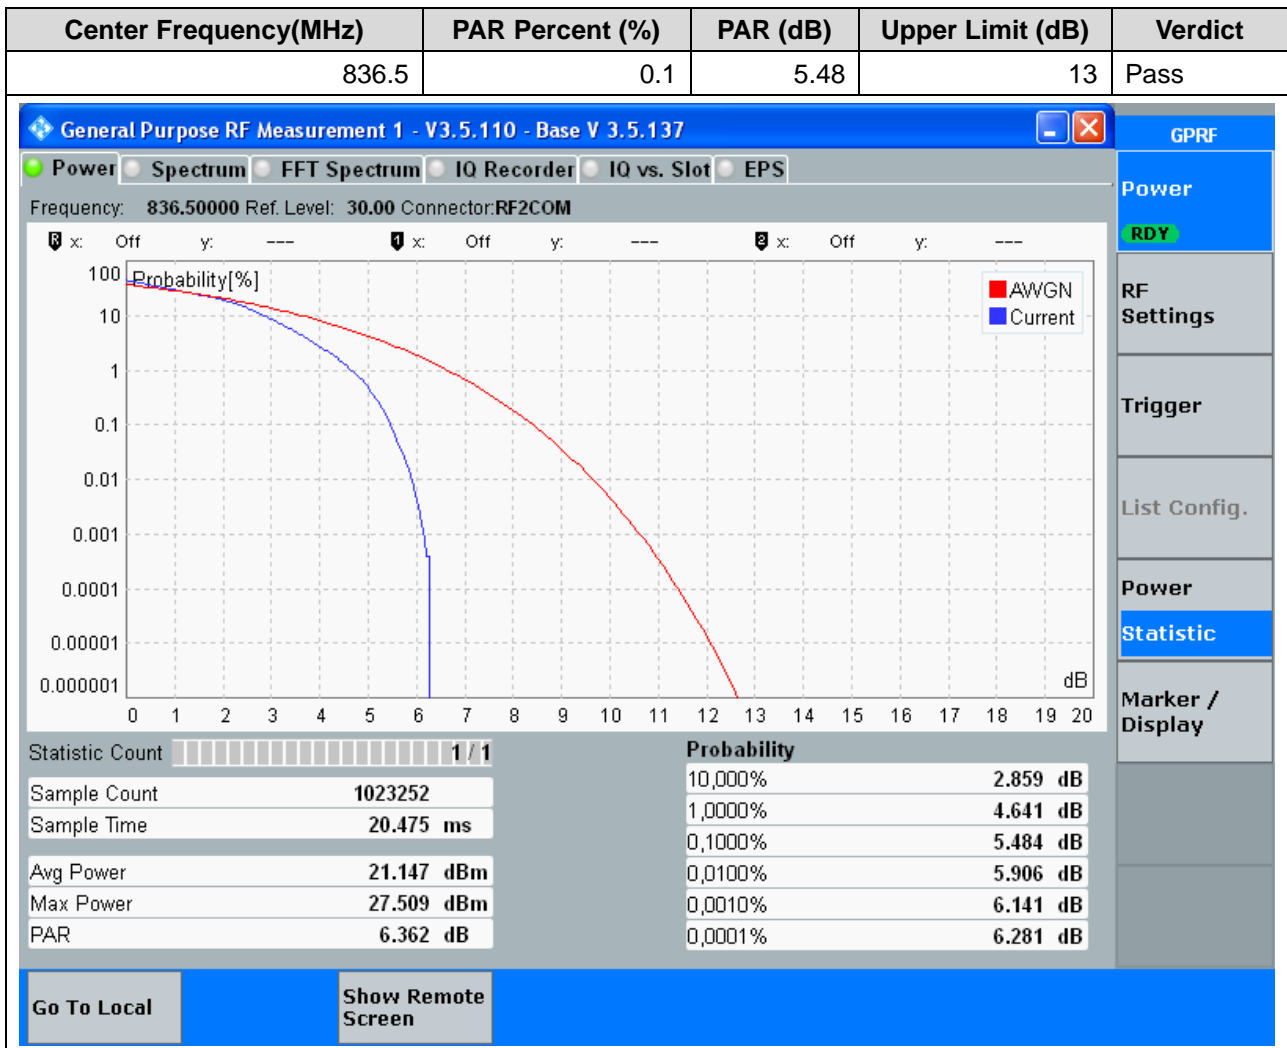 Center Frequency(MHz) PAR Percent (%) PAR (dB) Upper Limit (dB) Verdict
836.5 0.1 5.48 13 Pass
General Purpose RF Measurement 1 - V3.5.110 - Base V 3.5.137
GPRF
Power Spectrum FFT Spectrum IQ Recorder IQ vs. Slot EPS
Frequency: 836.50000 Ref. Level: 30.00 Connector:RF2COM
R x: Off y: --- 1 x: Off y: --- 2 x: Off y: ---
Probability[%]
AWGN
Current
100
10
1
0.1
0.01
0.001
0.0001
0.00001
0.000001
dB
0 1 2 3 4 5 6 7 8 9 10 11 12 13 14 15 16 17 18 19 20
Statistic Count 1 / 1
Sample Count 1023252
Sample Time 20.475 ms
Avg Power 21.147 dBm
Max Power 27.509 dBm
PAR 6.362 dB
Probability
10,000% 2.859 dB
1,0000% 4.641 dB
0,1000% 5.484 dB
0,0100% 5.906 dB
0,0010% 6.141 dB
0,0001% 6.281 dB
Power
RDY
RF
Settings
Trigger
List Config.
Power
Statistic
Marker /
Display
Go To Local
Show Remote
Screen